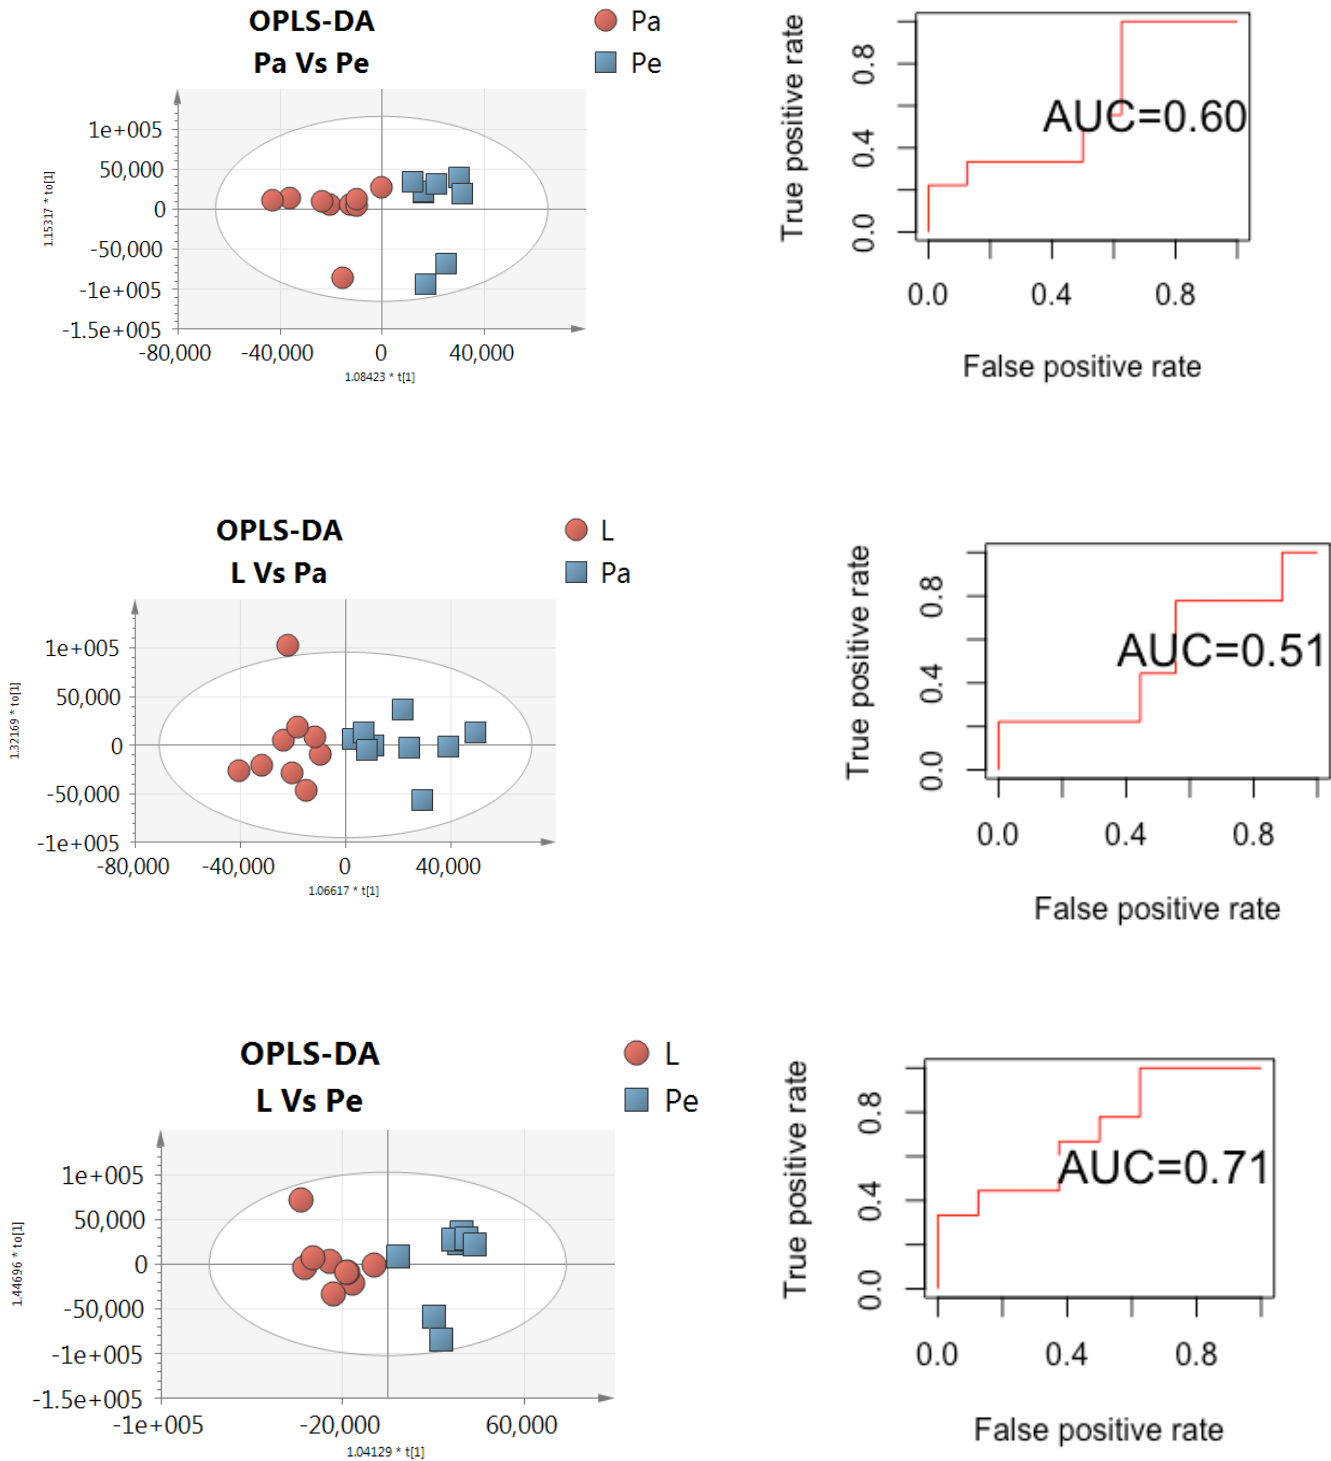 OPLS-DA
Pa Vs Pe
Pa
Pe
1e+005
50,000
0
-50,000
-1e+005
-1.5e+005
-80,000 -40,000 0 40,000
1.15317 * to[1]
1.08423 * t[1]
True positive rate
0.8
0.4
0.0
AUC=0.60
0.0 0.4 0.8
False positive rate
OPLS-DA
L Vs Pa
L
Pa
1e+005
50,000
0
-50,000
-1e+005
-80,000 -40,000 0 40,000
1.32169 * to[1]
1.06617 * t[1]
True positive rate
0.8
0.4
0.0
AUC=0.51
0.0 0.4 0.8
False positive rate
OPLS-DA
L Vs Pe
L
Pe
1e+005
50,000
0
-50,000
-1e+005
-1.5e+005
-1e+005 -20,000 60,000
1.44696 * to[1]
1.04129 * t[1]
True positive rate
0.8
0.4
0.0
AUC=0.71
0.0 0.4 0.8
False positive rate